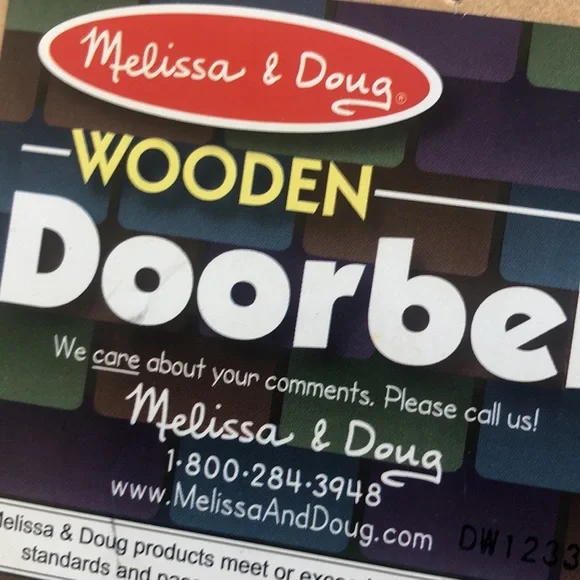 Melissa & Doug®
WOODEN
Doorbe
We care about your comments. Please call us!
Melissa & Doug
1-800-284-3948
www.MelissaAndDoug.com
DW1233
Melissa & Doug products meet or
standards and